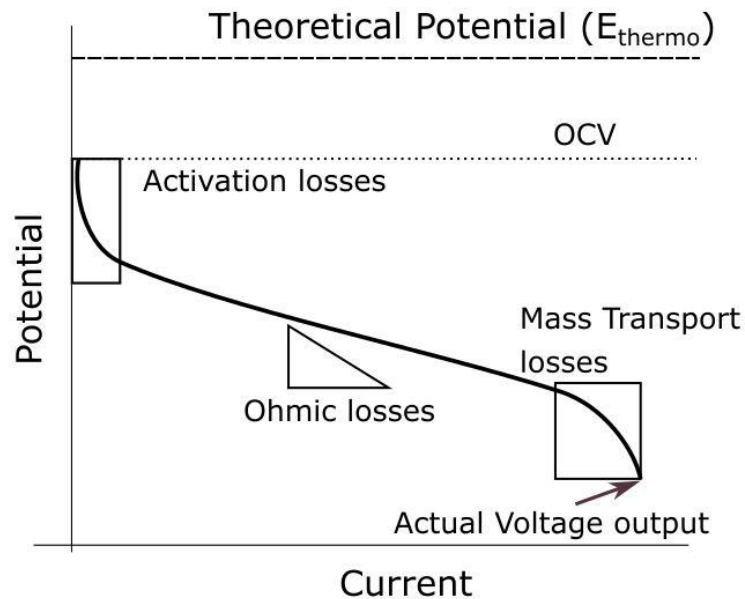 Theoretical Potential (Ethermo)
OCV
Activation losses
Potential
Mass Transport
losses
Ohmic losses
Actual Voltage output
Current